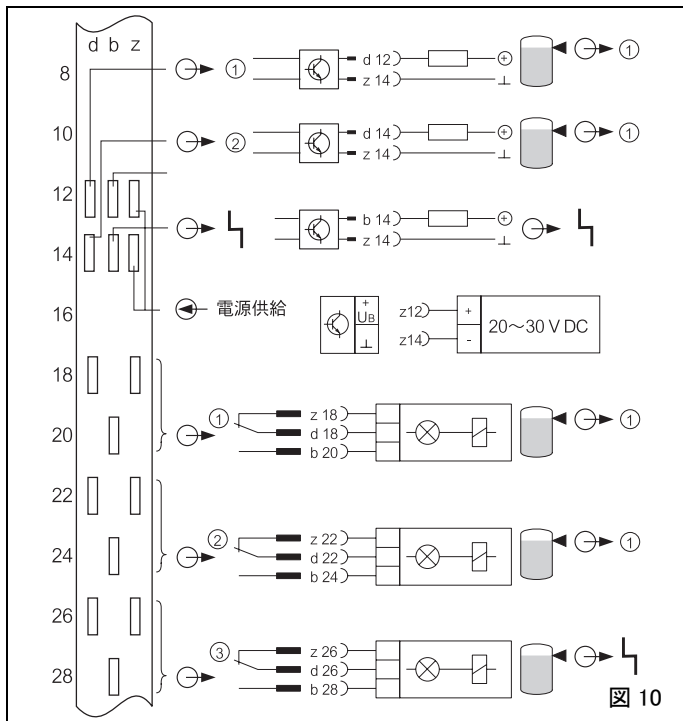 d b z
8
10
12
14
16
18
20
22
24
26
28
①
d 12
z 14
+
⊥
①
②
d 14
z 14
+
⊥
①
b 14
z 14
+
⊥
電源供給
+
UB
⊥
z12
z14
+
-
20～30 V DC
①
z 18
d 18
b 20
①
②
z 22
d 22
b 24
①
③
z 26
d 26
b 28
図 10